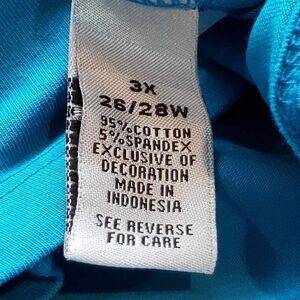 3X
26/28W
95% COTTON
5% SPANDEX
EXCLUSIVE OF
DECORATION
MADE IN
INDONESIA
SEE REVERSE
FOR CARE